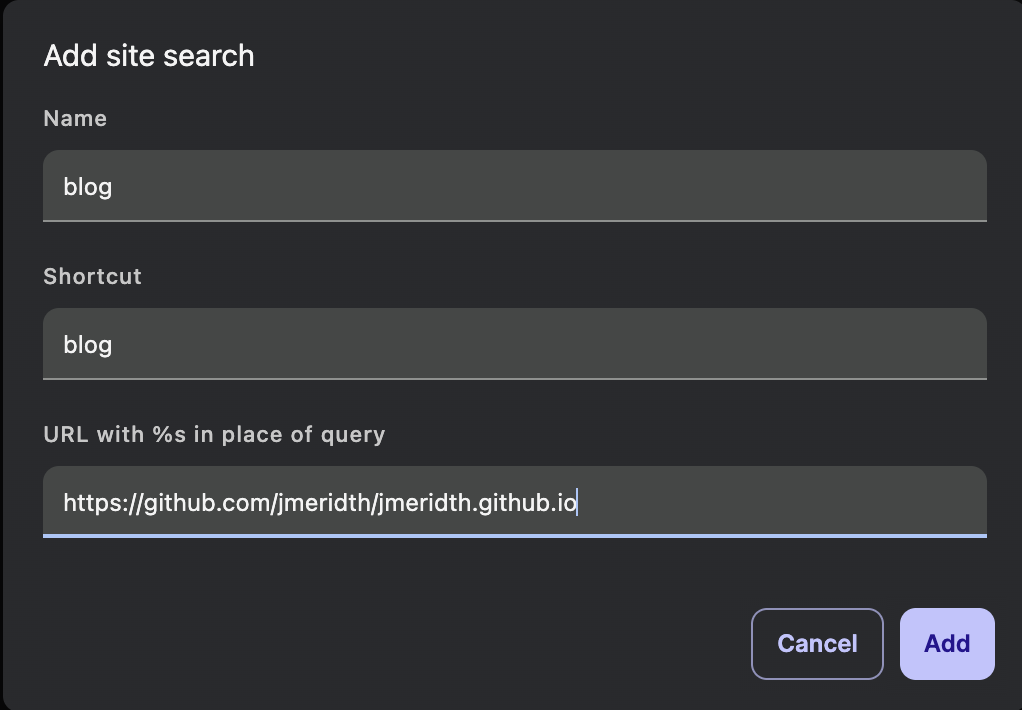 Add site search
Name
blog
Shortcut
blog
URL with %s in place of query
https://github.com/jmeridth/jmeridth.github.io
Cancel
Add